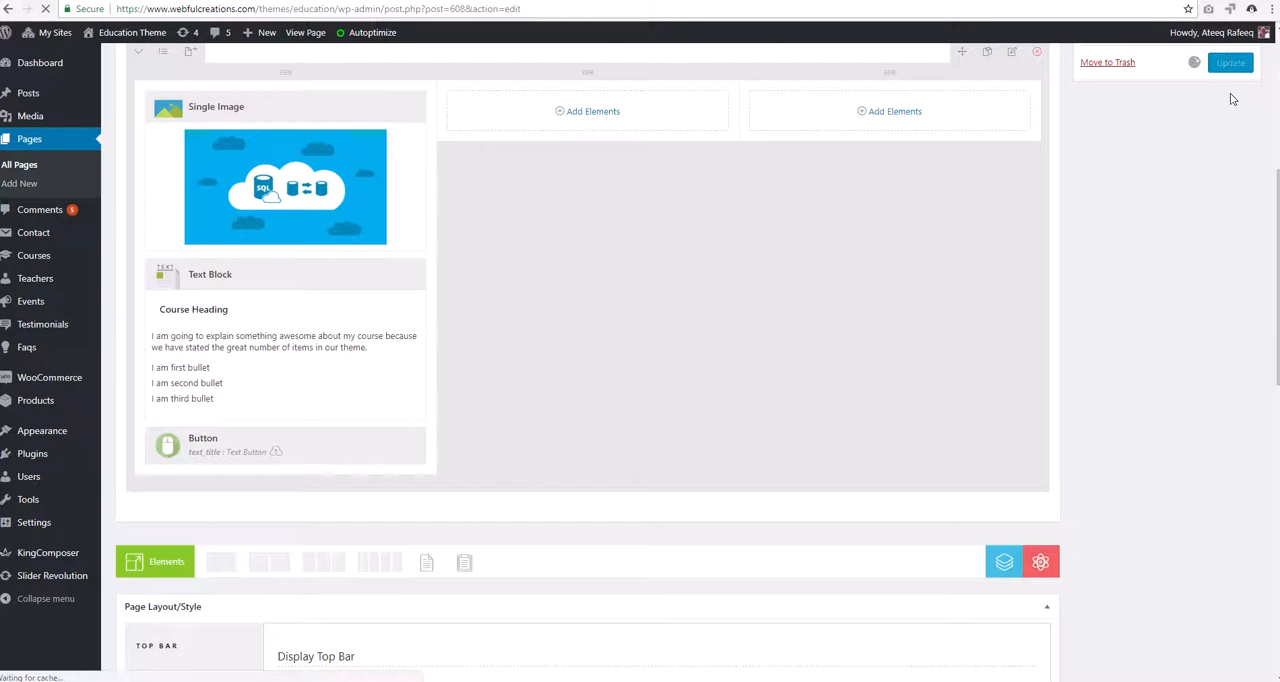 Secure
https://www.webfulcreations.com/themes/education/wp-admin/post.php?post=608&action=edit
My Sites
Education Theme
4
5
New
View Page
Autoptimize
Howdy, Ateeq Rafeeq
Dashboard
Posts
Media
Pages
All Pages
Add New
Comments 5
Contact
Courses
Teachers
Events
Testimonials
Faqs
WooCommerce
Products
Appearance
Plugins
Users
Tools
Settings
KingComposer
Slider Revolution
Collapse menu
33%
33%
33%
Single Image
SQL
TEXT
Text Block
Course Heading
I am going to explain something awesome about my course because
we have stated the great number of items in our theme.
I am first bullet
I am second bullet
I am third bullet
Button
text_title : Text Button
Add Elements
Add Elements
Move to Trash
Update
Elements
Page Layout/Style
TOP BAR
Display Top Bar
Waiting for cache...